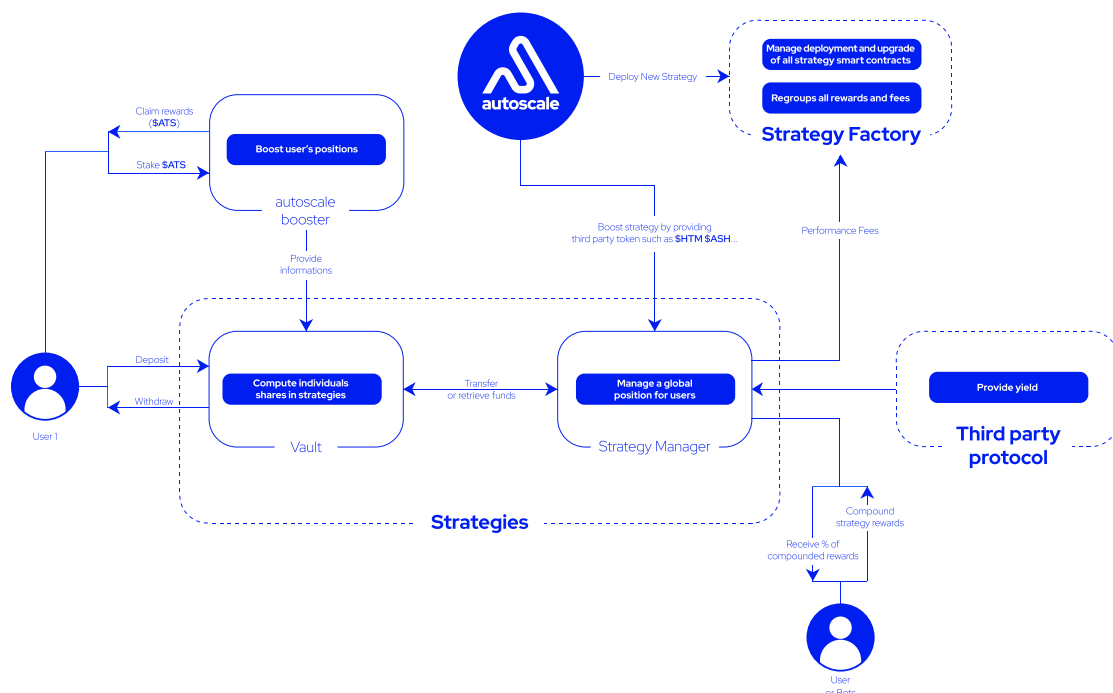 autoscale
Deploy New Strategy
Manage deployment and upgrade
of all strategy smart contracts
Regroups all rewards and fees
Strategy Factory
Claim rewards
($ATS)
Stake $ATS
Boost user's positions
autoscale
booster
Provide
informations
Boost strategy by providing
third party token such as $HTM $ASH...
Performance Fees
User 1
Deposit
Withdraw
Compute individuals
shares in strategies
Vault
Transfer
or retrieve funds
Manage a global
position for users
Strategy Manager
Strategies
Provide yield
Third party
protocol
Compound
strategy rewards
Receive % of
compounded rewards
User
or Bots